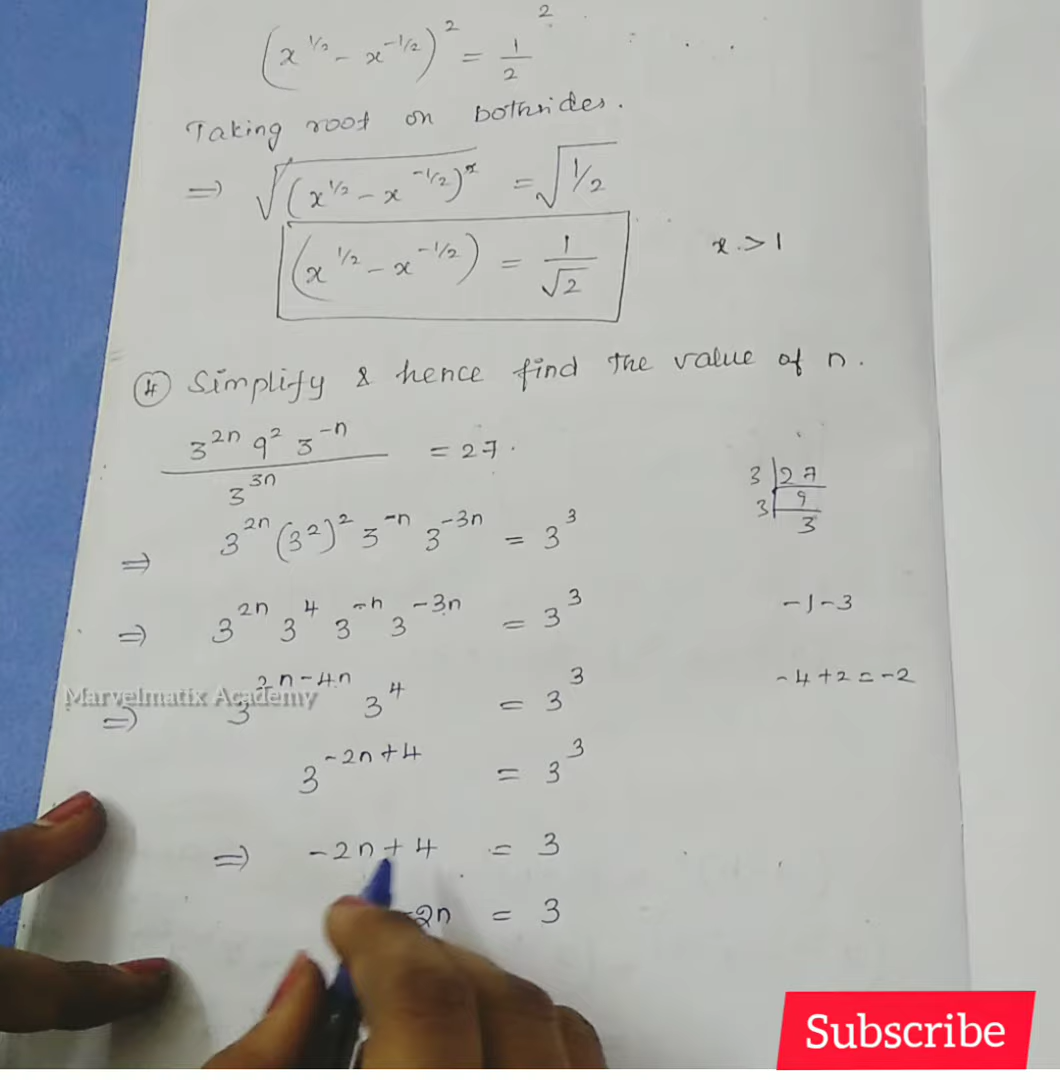 2
(x^1/2 - x^-1/2)^2 = 1/2
Taking root on bothsides.
=> √(x^1/2 - x^-1/2)^2 = √1/2
(x^1/2 - x^-1/2) = 1/√2 x > 1
④ Simplify & hence find the value of n.
3^2n 9^2 3^-n / 3^3n = 27.
3 | 27
3 | 9
3
=> 3^2n (3^2)^2 3^-n 3^-3n = 3^3
=> 3^2n 3^4 3^-n 3^-3n = 3^3 -1-3
=> 3^2n-4n 3^4 = 3^3 -4+2=-2
Marvelmatix Academy
3^-2n+4 = 3^3
=> -2n+4 = 3
-2n = 3
Subscribe